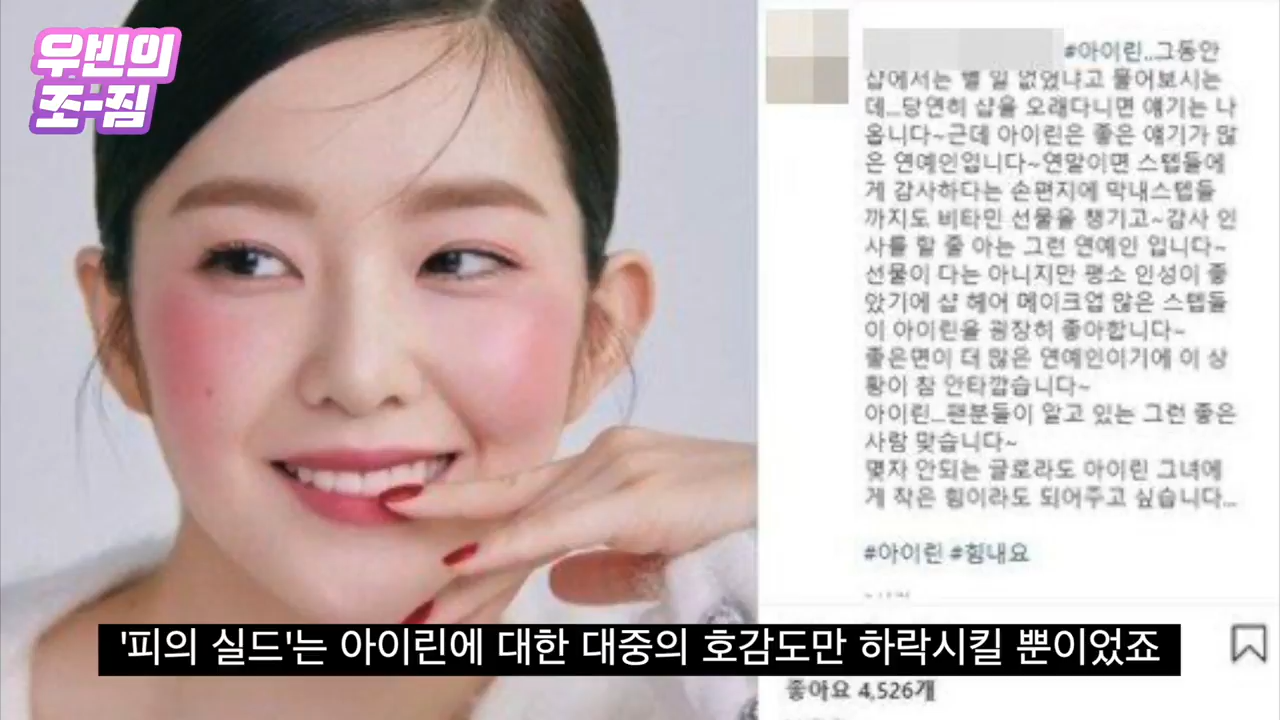 우빈의
조-짐
#아이린..그동안
샵에서는 별 일 없었냐고 물어보시는
데...당연히 샵을 오래다니면 얘기는 나
옵니다~근데 아이린은 좋은 얘기가 많
은 연예인입니다~연말이면 스텝들에
게 감사하다는 손편지에 막내스텝들
까지도 비타민 선물을 챙기고~감사 인
사를 할 줄 아는 그런 연예인 입니다~
선물이 다는 아니지만 평소 인성이 좋
았기에 샵 헤어 메이크업 많은 스텝들
이 아이린을 굉장히 좋아합니다~
좋은면이 더 많은 연예인이기에 이 상
황이 참 안타깝습니다~
아이린...팬분들이 알고 있는 그런 좋은
사람 맞습니다~
몇자 안되는 글로라도 아이린 그녀에
게 작은 힘이라도 되어주고 싶습니다...
#아이린 #힘내요
'피의 실드'는 아이린에 대한 대중의 호감도만 하락시킬 뿐이었죠
좋아요 4,526개